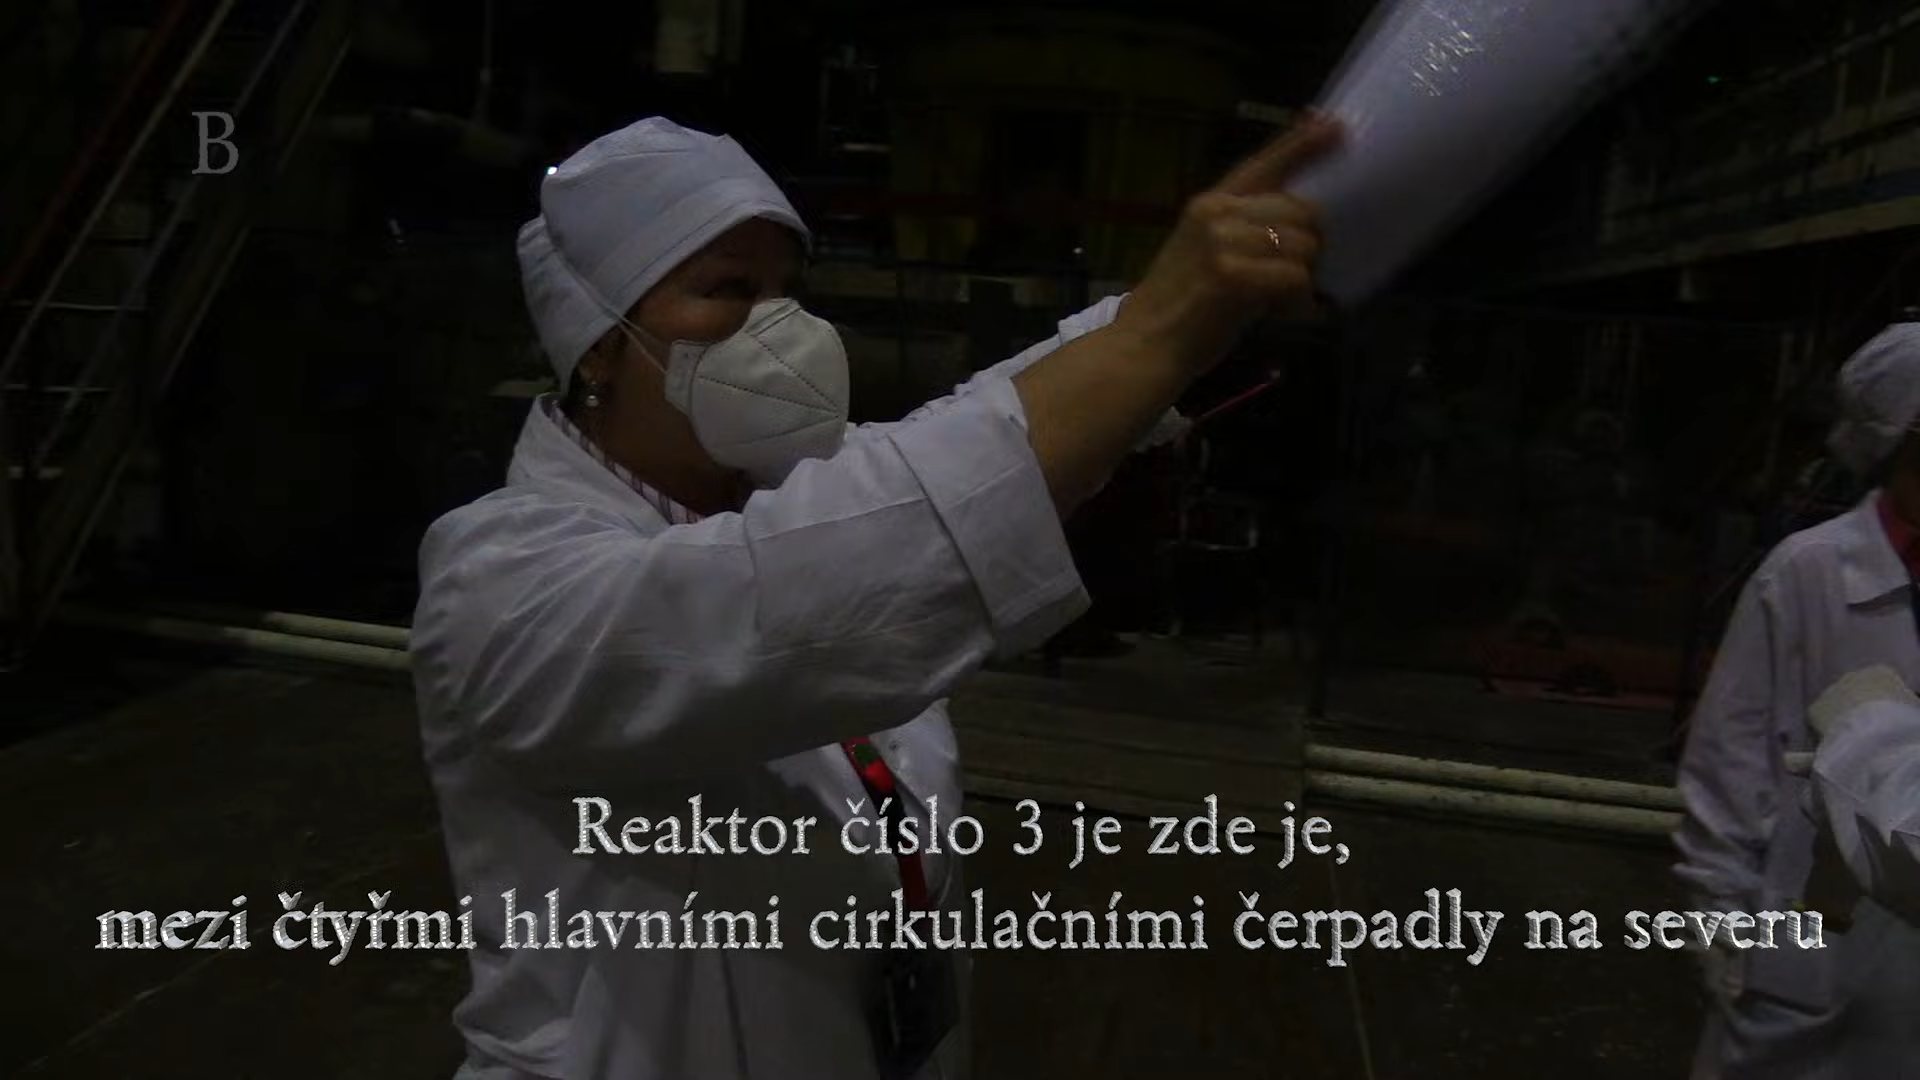 B
Reaktor číslo 3 je zde je,
mezi čtyřmi hlavními cirkulačními čerpadly na severu